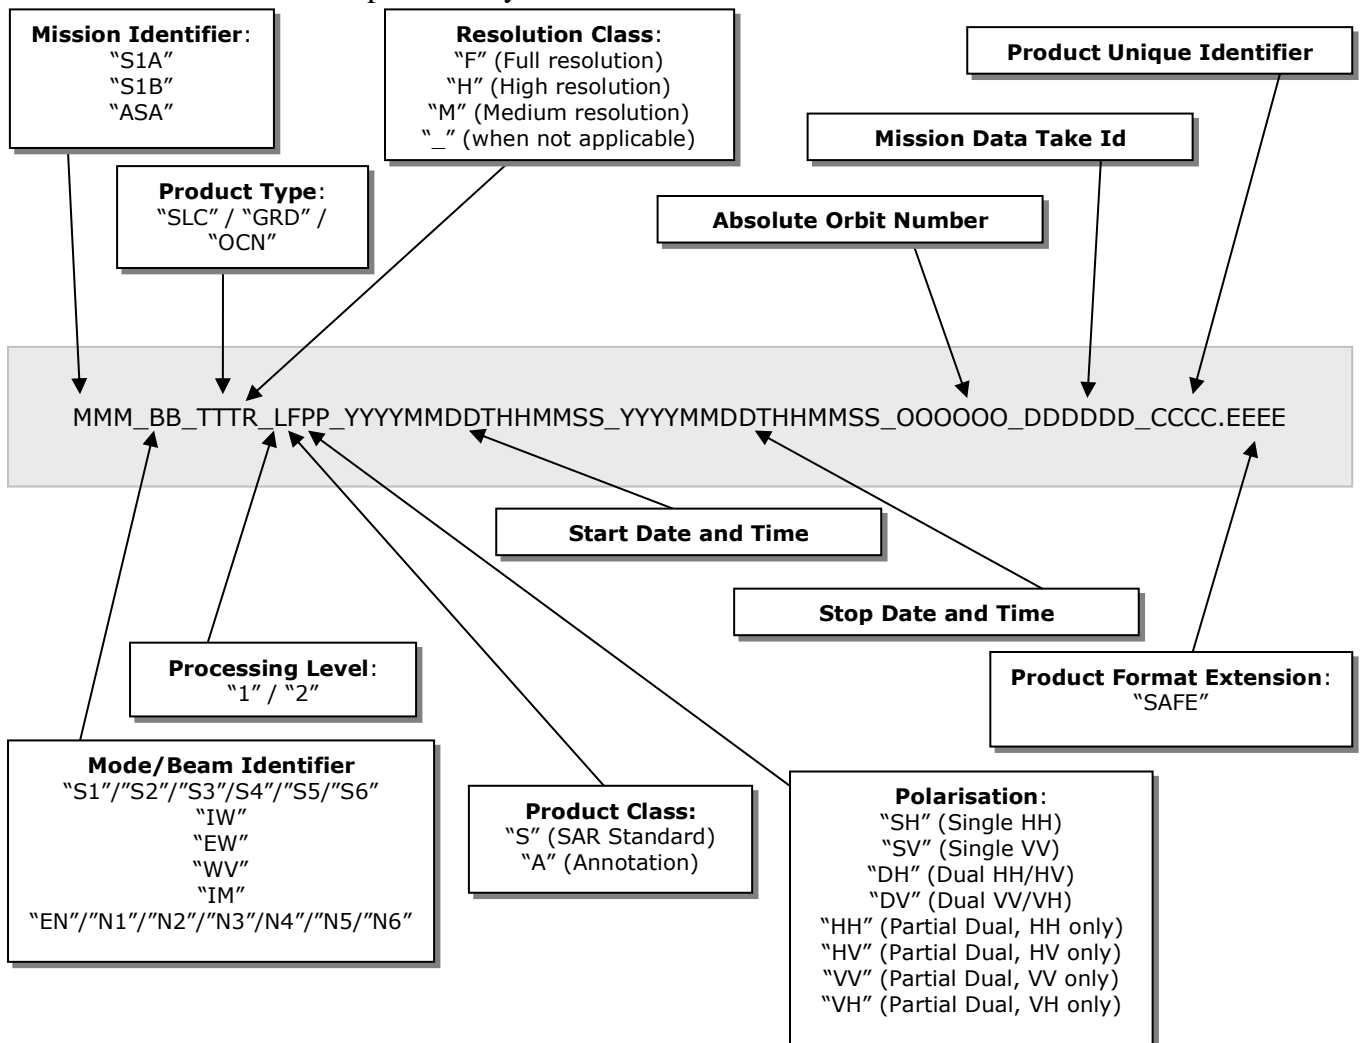 Mission Identifier:
“S1A”
“S1B”
“ASA”
Resolution Class:
“F” (Full resolution)
“H” (High resolution)
“M” (Medium resolution)
“_” (when not applicable)
Product Unique Identifier
Mission Data Take Id
Product Type:
“SLC” / “GRD” /
“OCN”
Absolute Orbit Number
MMM_BB_TTTR_LFPP_YYYYMMDDTHHMMSS_YYYYMMDDTHHMMSS_OOOOOO_DDDDDD_CCCC.EEEE
Start Date and Time
Stop Date and Time
Processing Level:
“1” / “2”
Product Format Extension:
“SAFE”
Mode/Beam Identifier
“S1”/”S2”/”S3”/S4”/”S5/”S6”
“IW”
“EW”
“WV”
“IM”
“EN”/”N1”/”N2”/”N3”/N4”/”N5/”N6”
Product Class:
“S” (SAR Standard)
“A” (Annotation)
Polarisation:
“SH” (Single HH)
“SV” (Single VV)
“DH” (Dual HH/HV)
“DV” (Dual VV/VH)
“HH” (Partial Dual, HH only)
“HV” (Partial Dual, HV only)
“VV” (Partial Dual, VV only)
“VH” (Partial Dual, VH only)